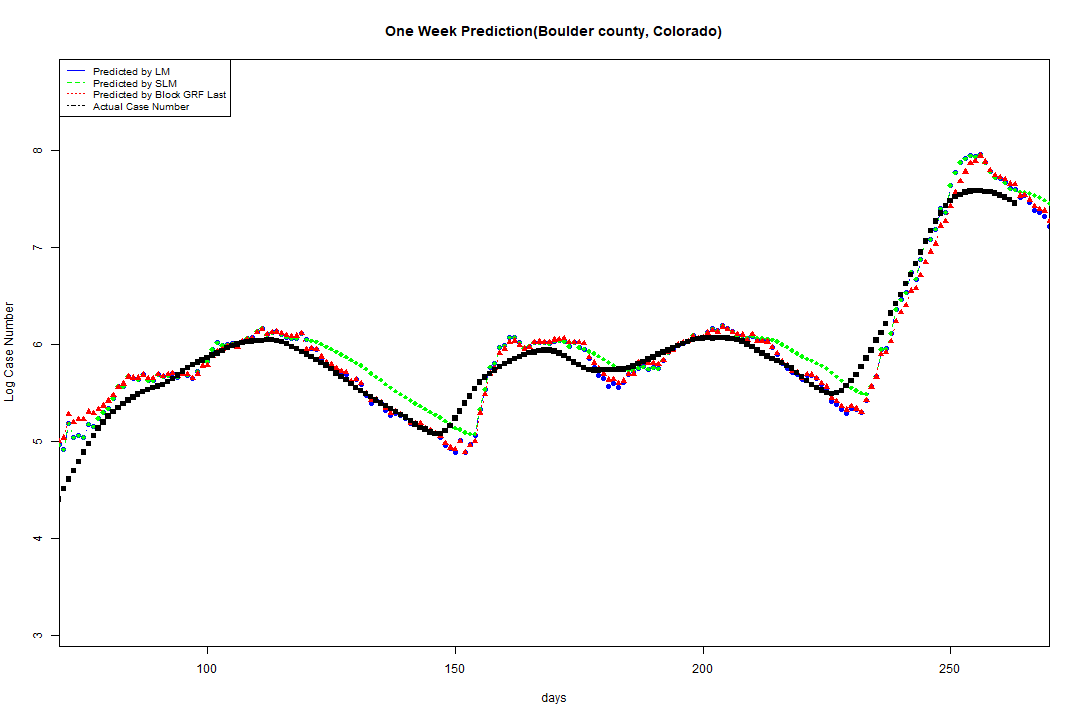 One Week Prediction(Boulder county, Colorado)
Predicted by LM
Predicted by SLM
Predicted by Block GRF Last
Actual Case Number
8
7
6
5
4
3
Log Case Number
100 150 200 250
days